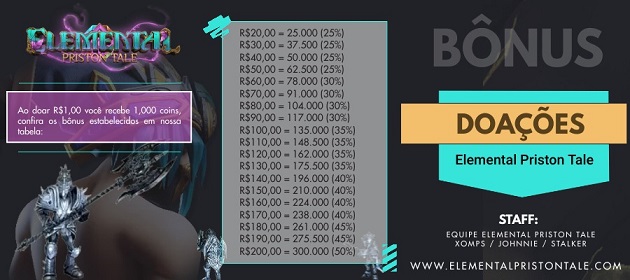 ELEMENTAL
PRISTON TALE
Ao doar R$1,00 você recebe 1,000 coins,
confira os bônus estabelecidos em nossa
tabela:
R$20,00 = 25.000 (25%)
R$30,00 = 37.500 (25%)
R$40,00 = 50.000 (25%)
R$50,00 = 62.500 (25%)
R$60,00 = 78.000 (30%)
R$70,00 = 91.000 (30%)
R$80,00 = 104.000 (30%)
R$90,00 = 117.000 (30%)
R$100,00 = 135.000 (35%)
R$110,00 = 148.500 (35%)
R$120,00 = 162.000 (35%)
R$130,00 = 175.500 (35%)
R$140,00 = 196.000 (40%)
R$150,00 = 210.000 (40%)
R$160,00 = 224.000 (40%)
R$170,00 = 238.000 (40%)
R$180,00 = 261.000 (45%)
R$190,00 = 275.500 (45%)
R$200,00 = 300.000 (50%)
BÔNUS
DOAÇÕES
Elemental Priston Tale
STAFF:
EQUIPE ELEMENTAL PRISTON TALE
XOMPS / JOHNNIE / STALKER
WWW.ELEMENTALPRISTONTALE.COM